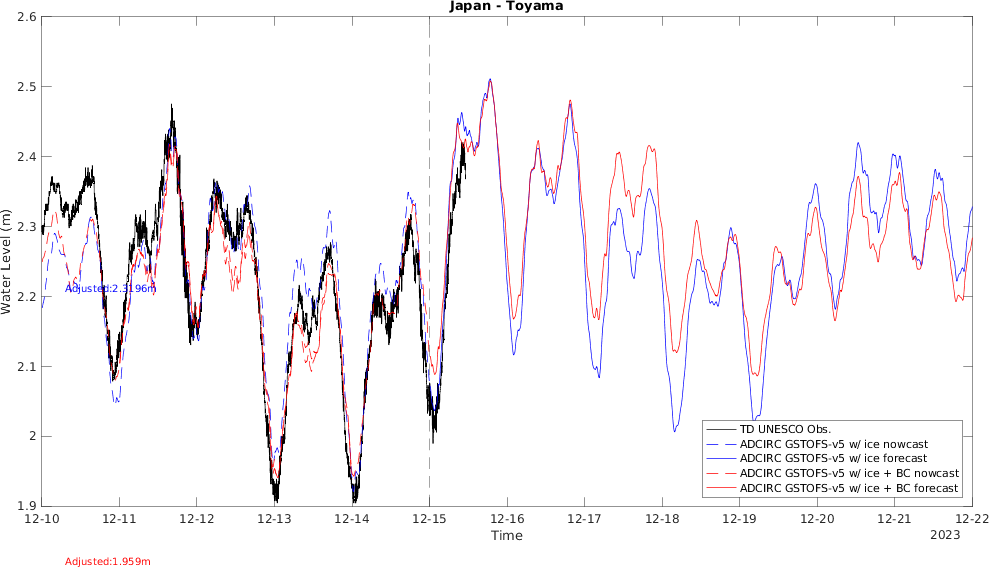 Japan - Toyama
Water Level (m)
2.6
2.5
2.4
2.3
2.2
2.1
2
1.9
Adjusted:2.3196m
TD UNESCO Obs.
ADCIRC GSTOFS-v5 w/ ice nowcast
ADCIRC GSTOFS-v5 w/ ice forecast
ADCIRC GSTOFS-v5 w/ ice + BC nowcast
ADCIRC GSTOFS-v5 w/ ice + BC forecast
12-10 12-11 12-12 12-13 12-14 12-15 12-16 12-17 12-18 12-19 12-20 12-21 12-22
Time
2023
Adjusted:1.959m